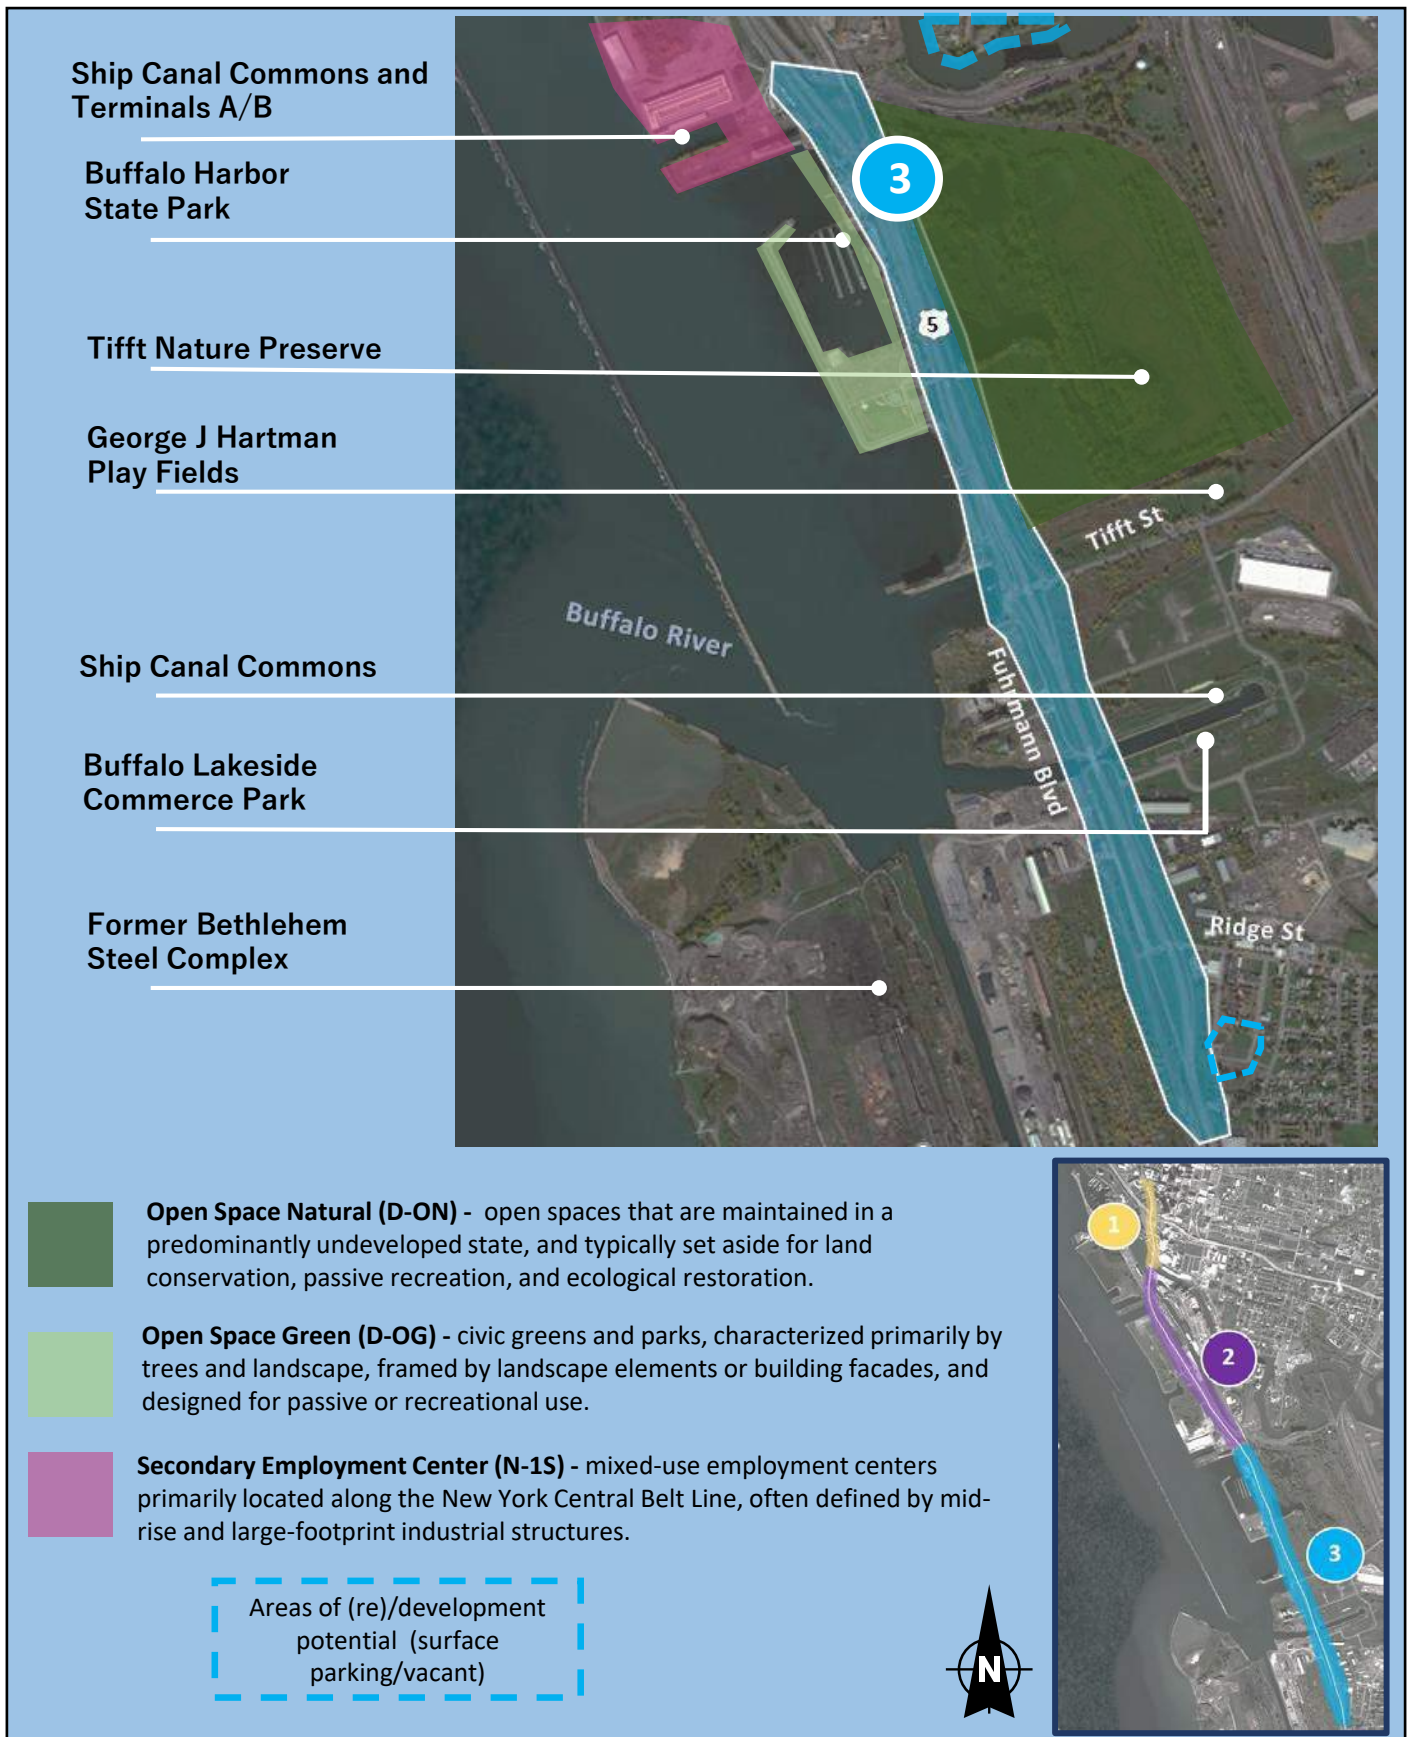 Ship Canal Commons and
Terminals A/B
Buffalo Harbor
State Park
Tifft Nature Preserve
George J Hartman
Play Fields
Ship Canal Commons
Buffalo Lakeside
Commerce Park
Former Bethlehem
Steel Complex
3
5
Tifft St
Buffalo River
Fuhrmann Blvd
Ridge St
Open Space Natural (D-ON) - open spaces that are maintained in a
predominantly undeveloped state, and typically set aside for land
conservation, passive recreation, and ecological restoration.
Open Space Green (D-OG) - civic greens and parks, characterized primarily by
trees and landscape, framed by landscape elements or building facades, and
designed for passive or recreational use.
Secondary Employment Center (N-1S) - mixed-use employment centers
primarily located along the New York Central Belt Line, often defined by mid-
rise and large-footprint industrial structures.
Areas of (re)/development
potential (surface
parking/vacant)
N
1
2
3